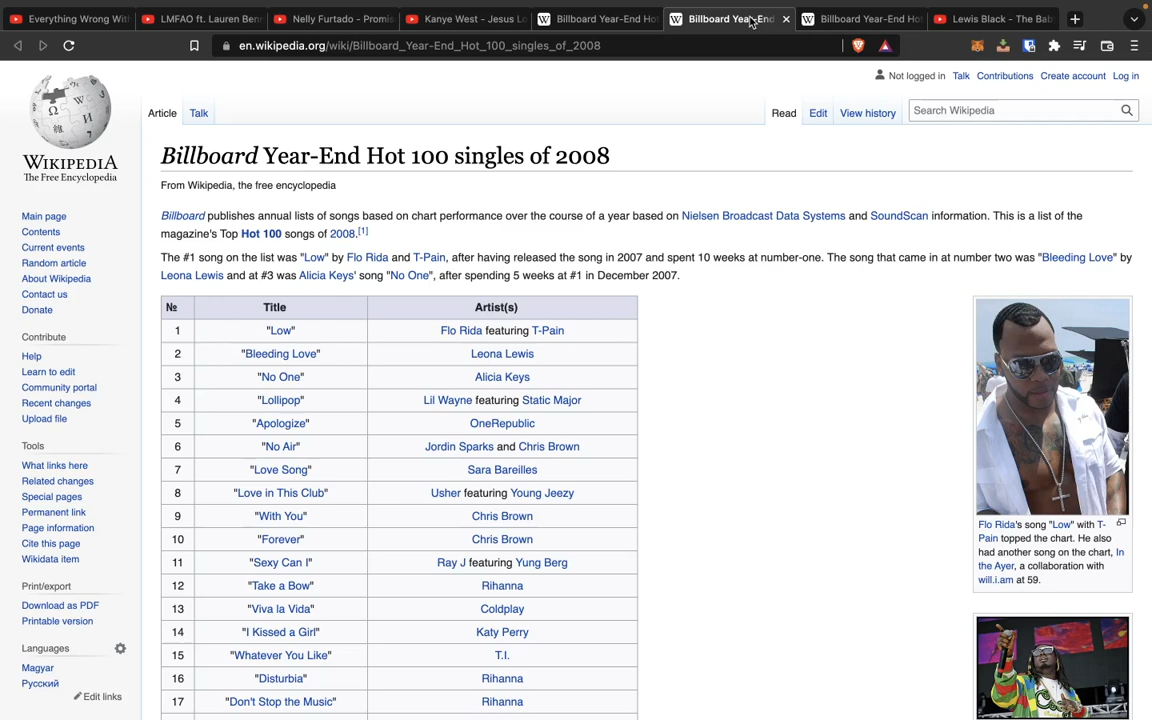 Everything Wrong Wit
LMFAO ft. Lauren Ben
Nelly Furtado - Promis
Kanye West - Jesus Lo
Billboard Year-End Ho
Billboard Year-End
Billboard Year-End Ho
Lewis Black - The Bab
en.wikipedia.org/wiki/Billboard_Year-End_Hot_100_singles_of_2008
Not logged in Talk Contributions Create account Log in
Article Talk Read Edit View history Search Wikipedia
WIKIPEDIA
The Free Encyclopedia
Main page
Contents
Current events
Random article
About Wikipedia
Contact us
Donate
Contribute
Help
Learn to edit
Community portal
Recent changes
Upload file
Tools
What links here
Related changes
Special pages
Permanent link
Page information
Cite this page
Wikidata item
Print/export
Download as PDF
Printable version
Languages
Magyar
Русский
Edit links
Billboard Year-End Hot 100 singles of 2008
From Wikipedia, the free encyclopedia
Billboard publishes annual lists of songs based on chart performance over the course of a year based on Nielsen Broadcast Data Systems and SoundScan information. This is a list of the
magazine's Top Hot 100 songs of 2008.[1]
The #1 song on the list was "Low" by Flo Rida and T-Pain, after having released the song in 2007 and spent 10 weeks at number-one. The song that came in at number two was "Bleeding Love" by
Leona Lewis and at #3 was Alicia Keys' song "No One", after spending 5 weeks at #1 in December 2007.
№ Title Artist(s)
1 "Low" Flo Rida featuring T-Pain
2 "Bleeding Love" Leona Lewis
3 "No One" Alicia Keys
4 "Lollipop" Lil Wayne featuring Static Major
5 "Apologize" OneRepublic
6 "No Air" Jordin Sparks and Chris Brown
7 "Love Song" Sara Bareilles
8 "Love in This Club" Usher featuring Young Jeezy
9 "With You" Chris Brown
10 "Forever" Chris Brown
11 "Sexy Can I" Ray J featuring Yung Berg
12 "Take a Bow" Rihanna
13 "Viva la Vida" Coldplay
14 "I Kissed a Girl" Katy Perry
15 "Whatever You Like" T.I.
16 "Disturbia" Rihanna
17 "Don't Stop the Music" Rihanna
Flo Rida's song "Low" with T-
Pain topped the chart. He also
had another song on the chart, In
the Ayer, a collaboration with
will.i.am at 59.